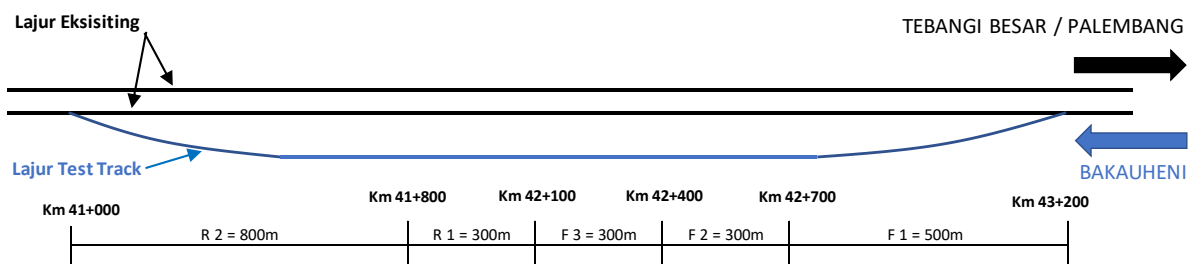 Lajur Eksisiting
TEBANGI BESAR / PALEMBANG
Lajur Test Track
BAKAUHENI
Km 41+000
Km 41+800
Km 42+100
Km 42+400
Km 42+700
Km 43+200
R 2 = 800m
R 1 = 300m
F 3 = 300m
F 2 = 300m
F 1 = 500m